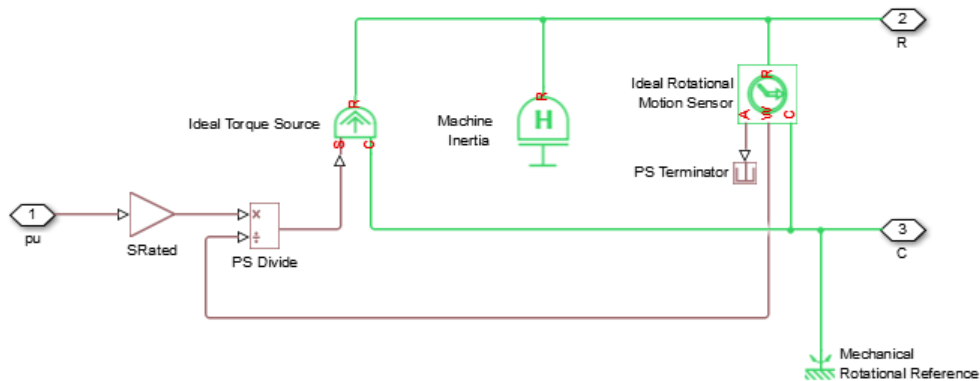 2
R
Ideal Rotational
Motion Sensor
R
A
W
C
Ideal Torque Source
R
S
C
Machine
Inertia
R
H
PS Terminator
1
pu
SRated
×
÷
PS Divide
3
C
Mechanical
Rotational Reference